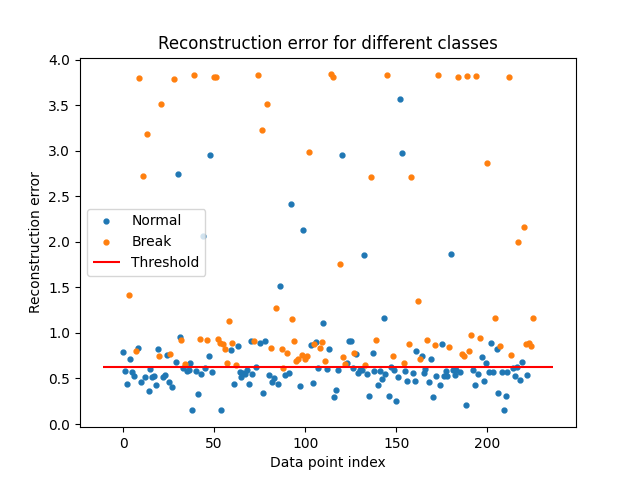 Reconstruction error for different classes
Reconstruction error
4.0
3.5
3.0
2.5
2.0
1.5
1.0
0.5
0.0
Normal
Break
Threshold
0
50
100
150
200
Data point index